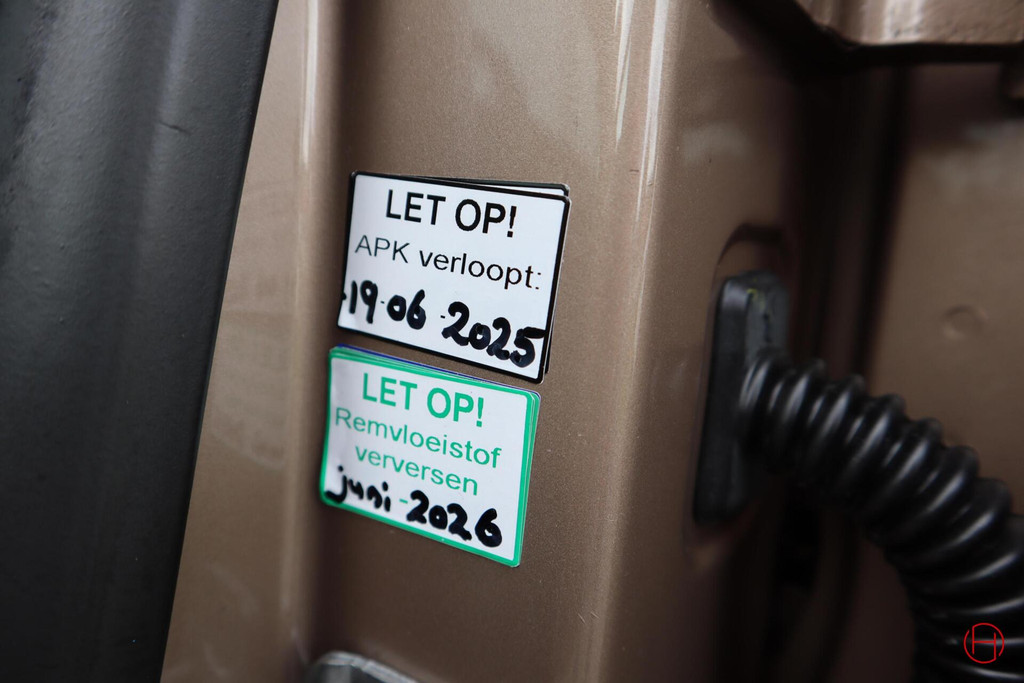 LET OP!
APK verloopt:
19-06-2025
LET OP!
Remvloeistof
verversen
juni-2026
H